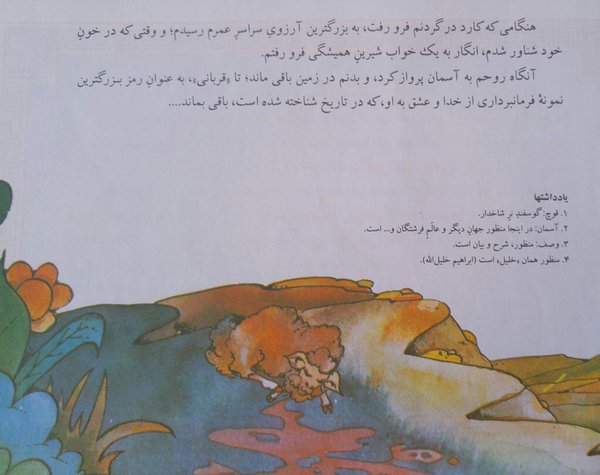 هنگامی که کارد در گردنم فرو رفت، به بزرگترین آرزویِ سراسرِ عمرم رسیدم؛ و وقتی که در خونِ
خود شناور شدم، انگار به یك خواب شیرینِ همیشگی فرو رفتم.
آنگاه روحم به آسمان پرواز کرد، و بدنم در زمین باقی ماند؛ تا «قربانی»، به عنوانِ رمز بزرگترین
نمونهٔ فرمانبرداری از خدا و عشق به او، که در تاریخ شناخته شده است، باقی بماند....
یادداشتها
۱. قوچ: گوسفندِ نرِ شاخدار.
۲. آسمان: در اینجا منظور جهانِ دیگر و عالَمِ فرشتگان و... است.
۳. وصف: منظور، شرح و بیان است.
۴. منظور همان «خلیل» است (ابراهیم خلیل‌الله).